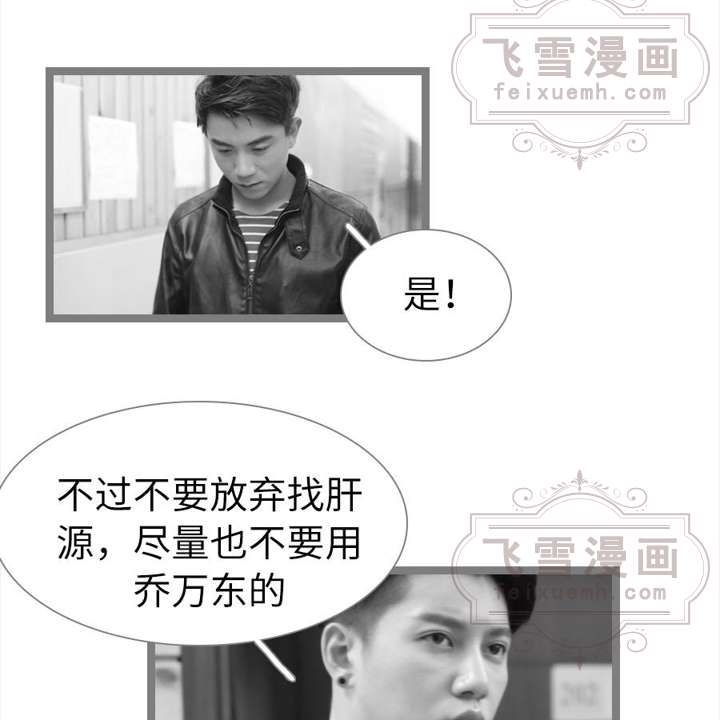 飞雪漫画
feixuemh.com
是！
不过不要放弃找肝
源，尽量也不要用
乔万东的
飞雪漫画
feixuemh.com
202